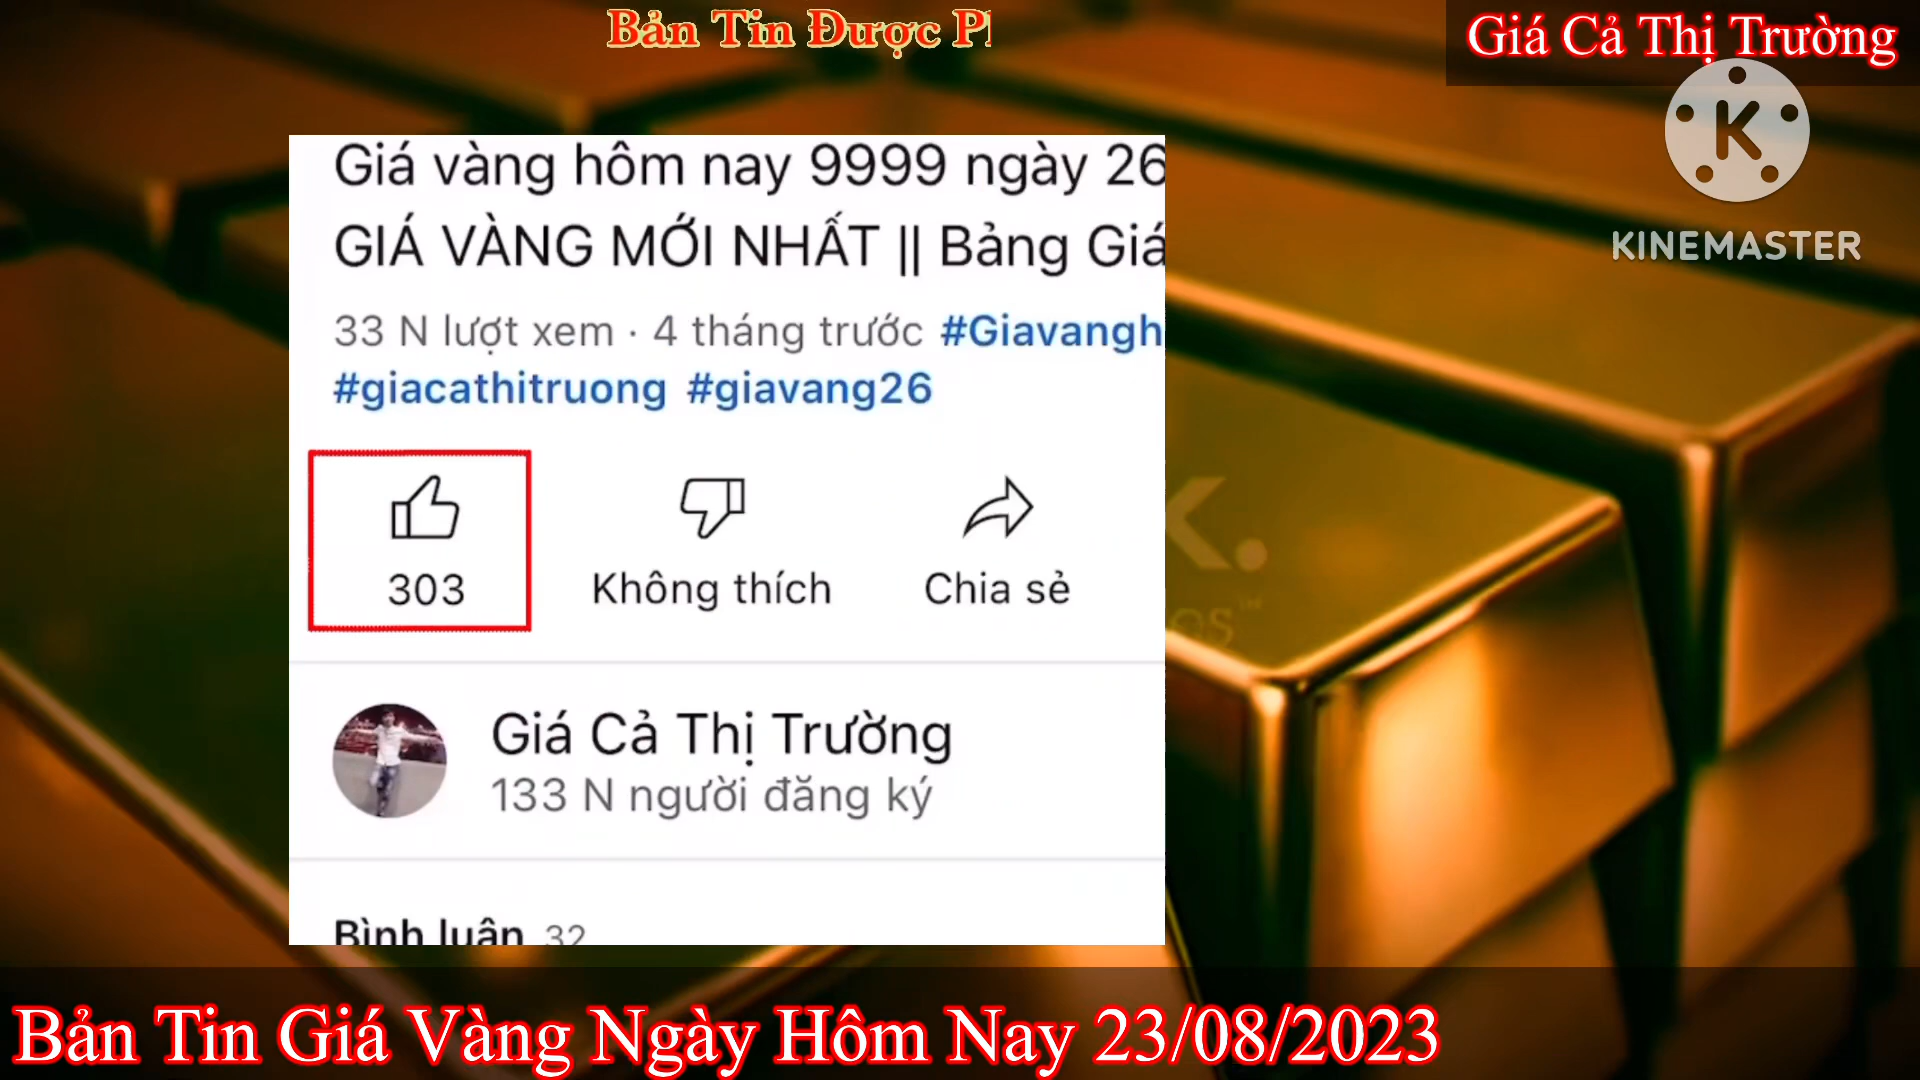 Bản Tin Được
Giá Cả Thị Trường
K
KINEMASTER
Giá vàng hôm nay 9999 ngày 26
GIÁ VÀNG MỚI NHẤT || Bảng Giá
33 N lượt xem · 4 tháng trước #Giavangh
#giacathitruong #giavang26
303
Không thích
Chia sẻ
Giá Cả Thị Trường
133 N người đăng ký
Bình luận 32
Bản Tin Giá Vàng Ngày Hôm Nay 23/08/2023